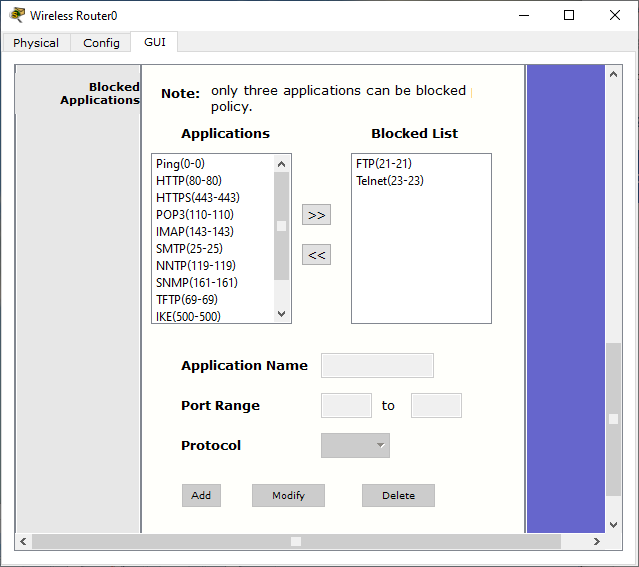 Wireless Router0
Physical Config GUI
Blocked Applications
Note: only three applications can be blocked policy.
Applications Blocked List
Ping(0-0)
HTTP(80-80)
HTTPS(443-443)
POP3(110-110)
IMAP(143-143)
SMTP(25-25)
NNTP(119-119)
SNMP(161-161)
TFTP(69-69)
IKE(500-500)
>>
<<
FTP(21-21)
Telnet(23-23)
Application Name
Port Range to
Protocol
Add Modify Delete